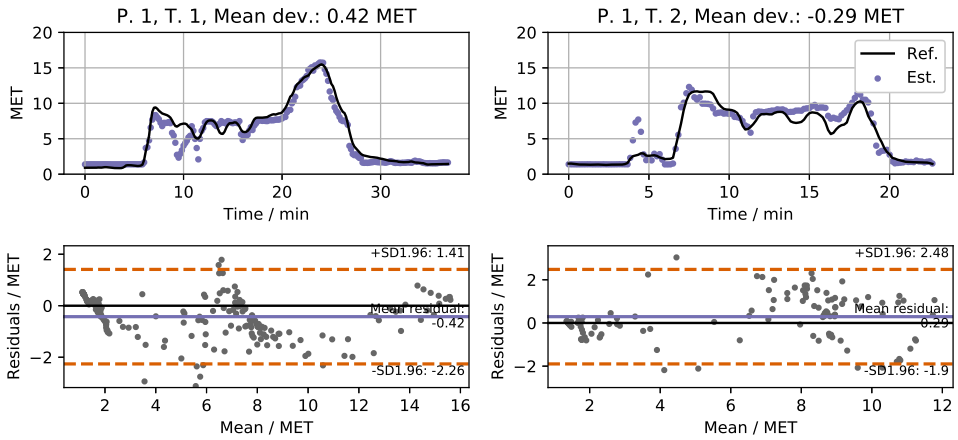 P. 1, T. 1, Mean dev.: 0.42 MET
20
15
10
5
0
MET
0 10 20 30
Time / min
P. 1, T. 2, Mean dev.: -0.29 MET
20
15
10
5
0
MET
Ref.
Est.
0 5 10 15 20
Time / min
2
0
−2
Residuals / MET
+SD1.96: 1.41
Mean residual:
-0.42
-SD1.96: -2.26
2 4 6 8 10 12 14 16
Mean / MET
2
0
−2
Residuals / MET
+SD1.96: 2.48
Mean residual:
0.29
-SD1.96: -1.9
2 4 6 8 10 12
Mean / MET